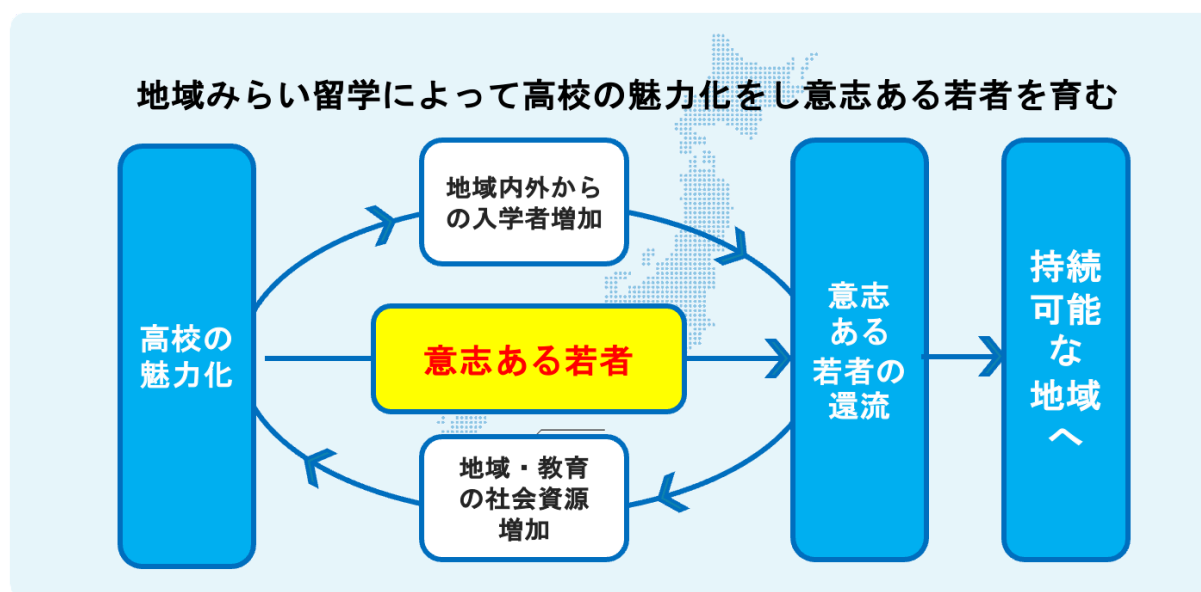 地域みらい留学によって高校の魅力化をし意志ある若者を育む
高校の
魅力化
地域内外から
の入学者増加
意志ある若者
地域・教育
の社会資源
増加
意志
ある
若者の
還流
持続
可能
な
地域
へ